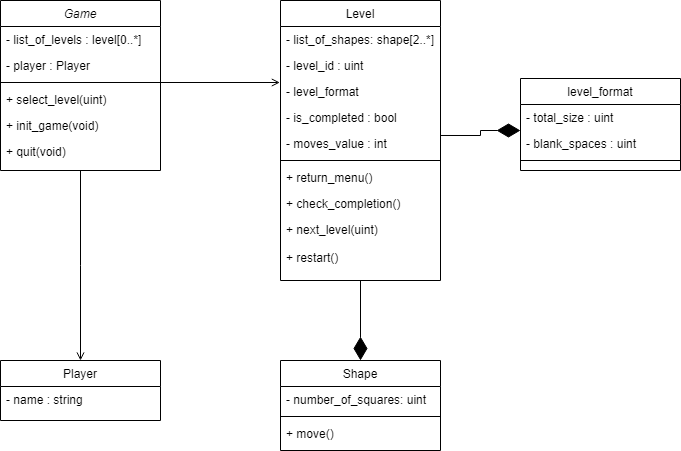 Game
- list_of_levels : level[0..*]
- player : Player
+ select_level(uint)
+ init_game(void)
+ quit(void)
Level
- list_of_shapes: shape[2..*]
- level_id : uint
- level_format
- is_completed : bool
- moves_value : int
+ return_menu()
+ check_completion()
+ next_level(uint)
+ restart()
level_format
- total_size : uint
- blank_spaces : uint
Player
- name : string
Shape
- number_of_squares: uint
+ move()